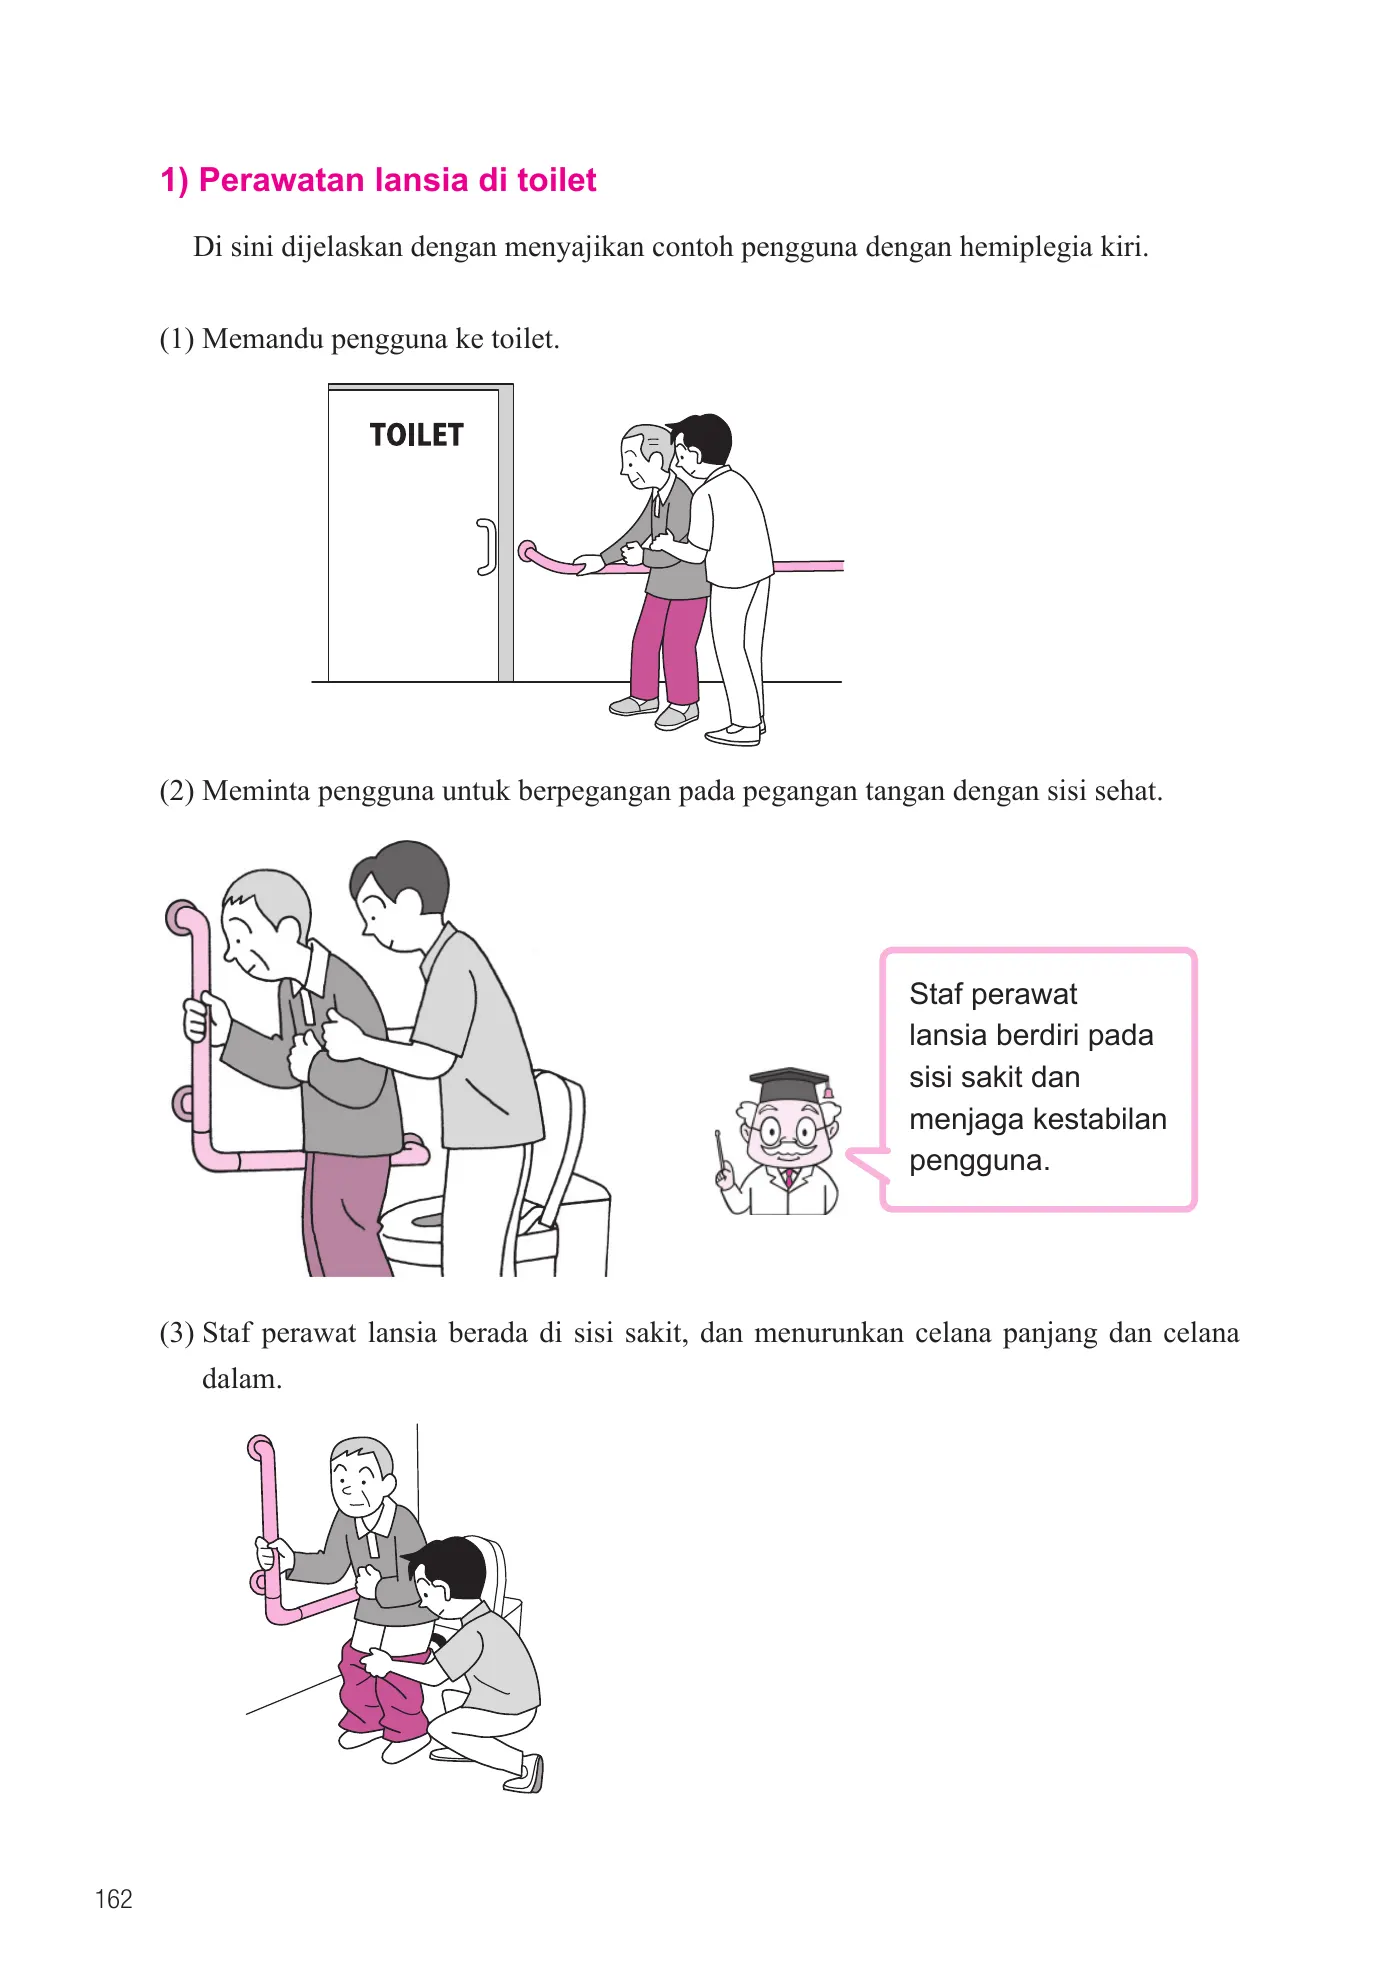 1) Perawatan lansia di toilet
Di sini dijelaskan dengan menyajikan contoh pengguna dengan hemiplegia kiri.
(1) Memandu pengguna ke toilet.
TOILET
(2) Meminta pengguna untuk berpegangan pada pegangan tangan dengan sisi sehat.
Staf perawat
lansia berdiri pada
sisi sakit dan
menjaga kestabilan
pengguna.
(3) Staf perawat lansia berada di sisi sakit, dan menurunkan celana panjang dan celana
dalam.
162